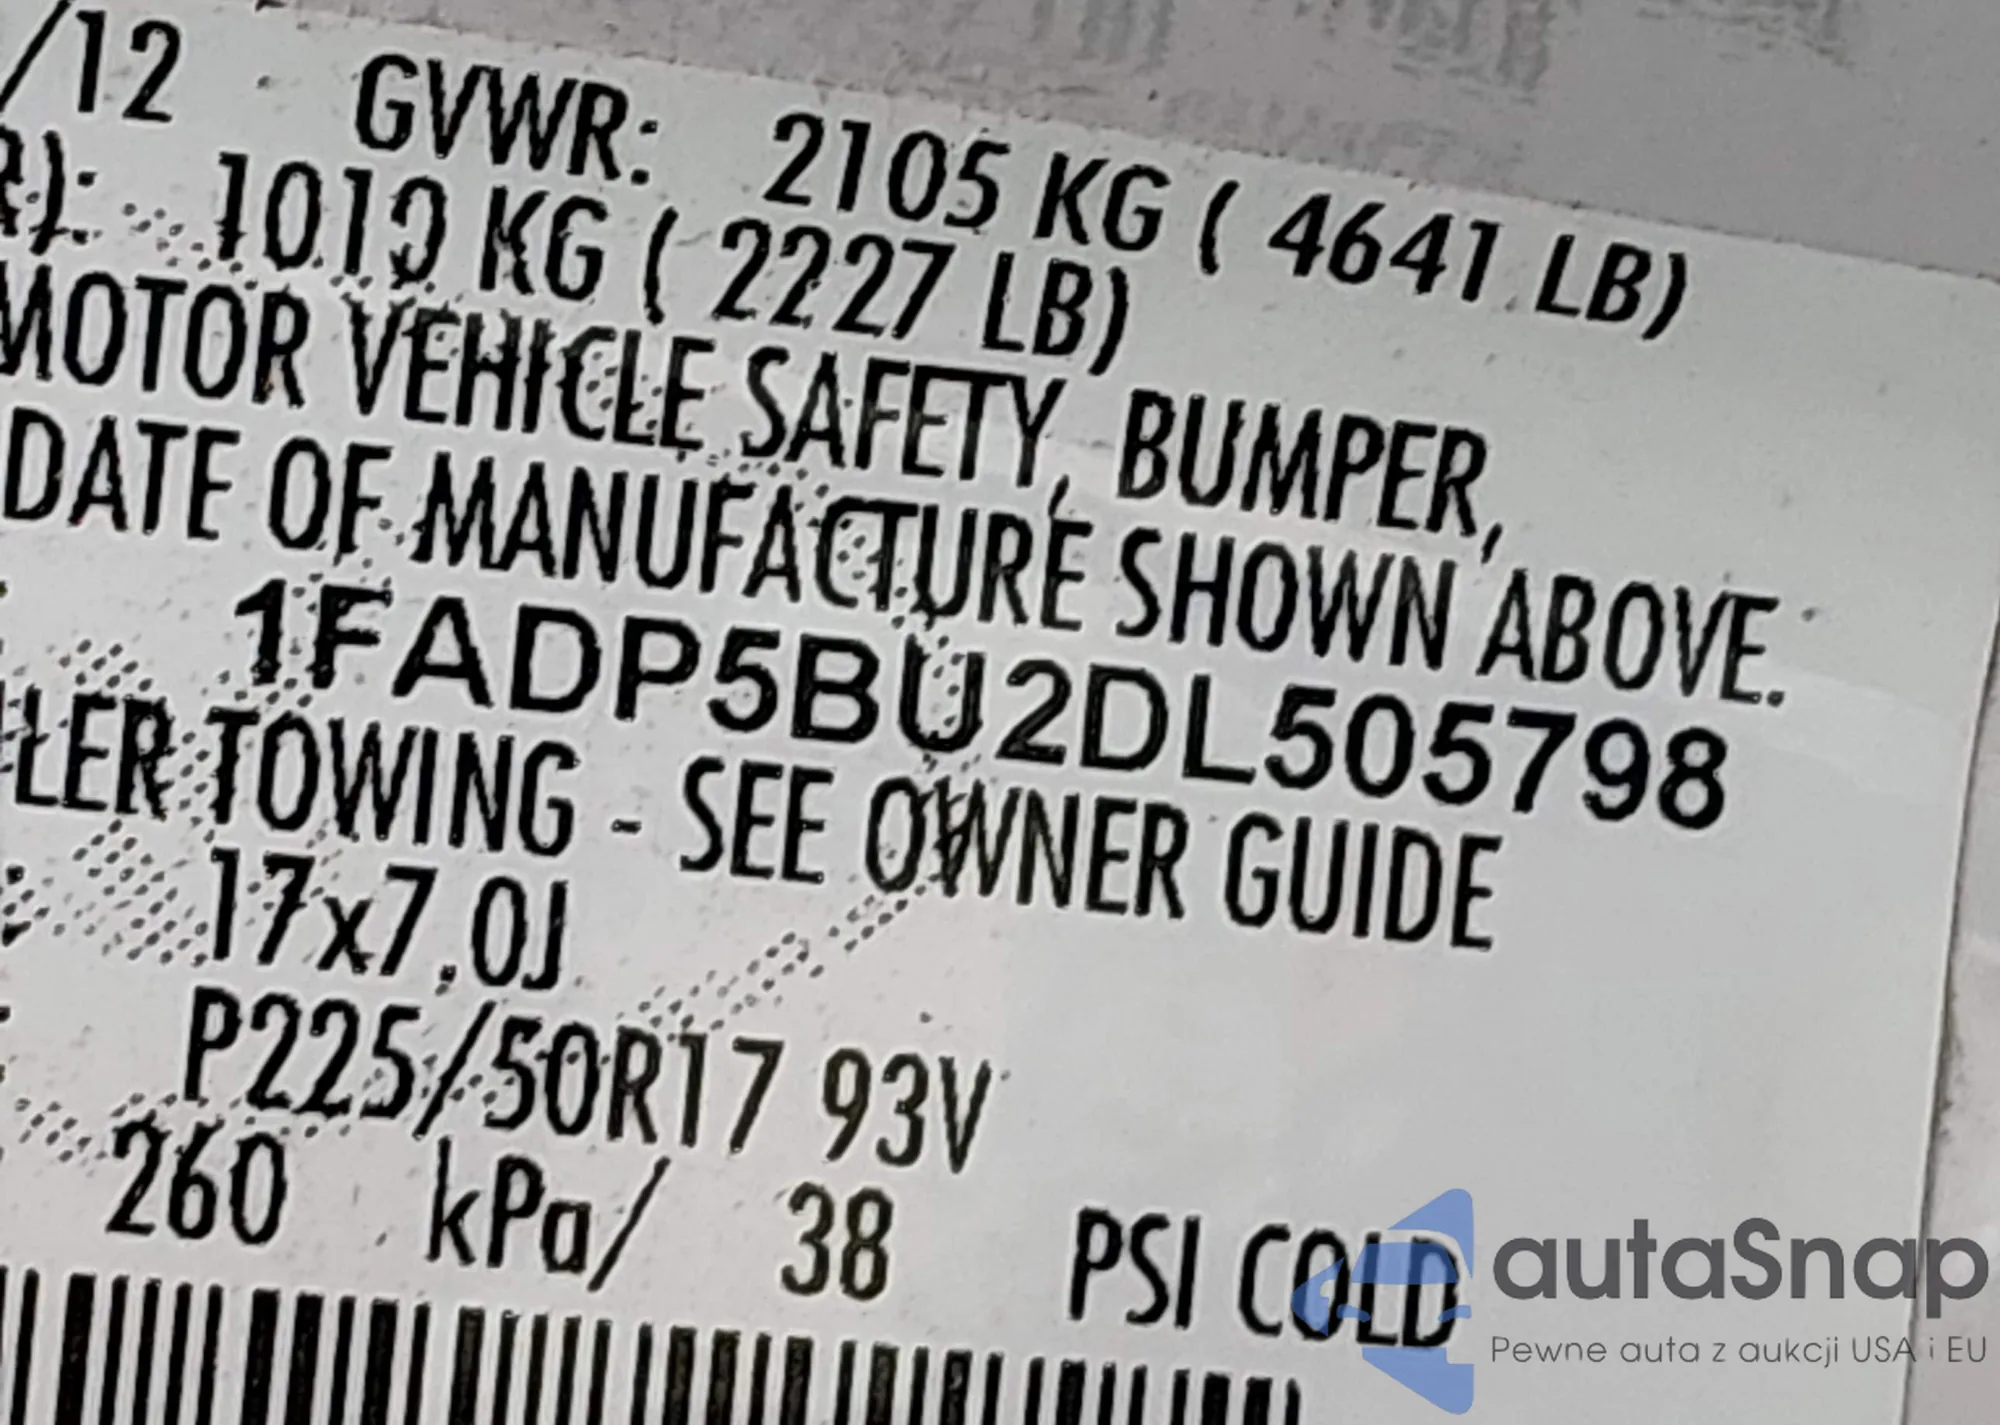 /12 GVWR: 2105 KG ( 4641 LB)
R): 1010 KG ( 2227 LB)
MOTOR VEHICLE SAFETY, BUMPER,
DATE OF MANUFACTURE SHOWN ABOVE.
1FADP5BU2DL505798
LER TOWING - SEE OWNER GUIDE
17x7.0J
P225/50R17 93V
260 kPa/ 38 PSI COLD
autaSnap
Pewne auta z aukcji USA i EU